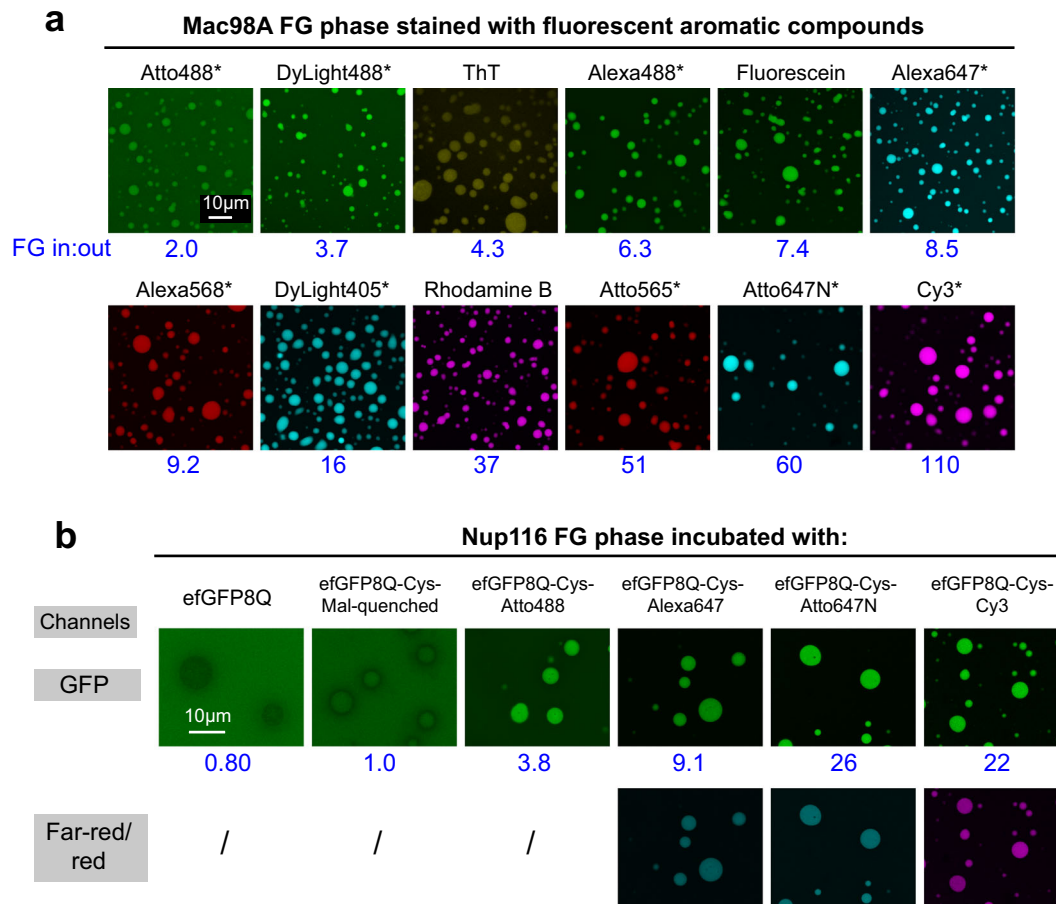 a
Mac98A FG phase stained with fluorescent aromatic compounds
Atto488* DyLight488* ThT Alexa488* Fluorescein Alexa647*
10µm
FG in:out 2.0 3.7 4.3 6.3 7.4 8.5
Alexa568* DyLight405* Rhodamine B Atto565* Atto647N* Cy3*
9.2 16 37 51 60 110
b
Nup116 FG phase incubated with:
efGFP8Q efGFP8Q-Cys- efGFP8Q-Cys- efGFP8Q-Cys- efGFP8Q-Cys- efGFP8Q-Cys-
Mal-quenched Atto488 Alexa647 Atto647N Cy3
Channels
GFP
10µm
0.80 1.0 3.8 9.1 26 22
Far-red/
red
/ / /